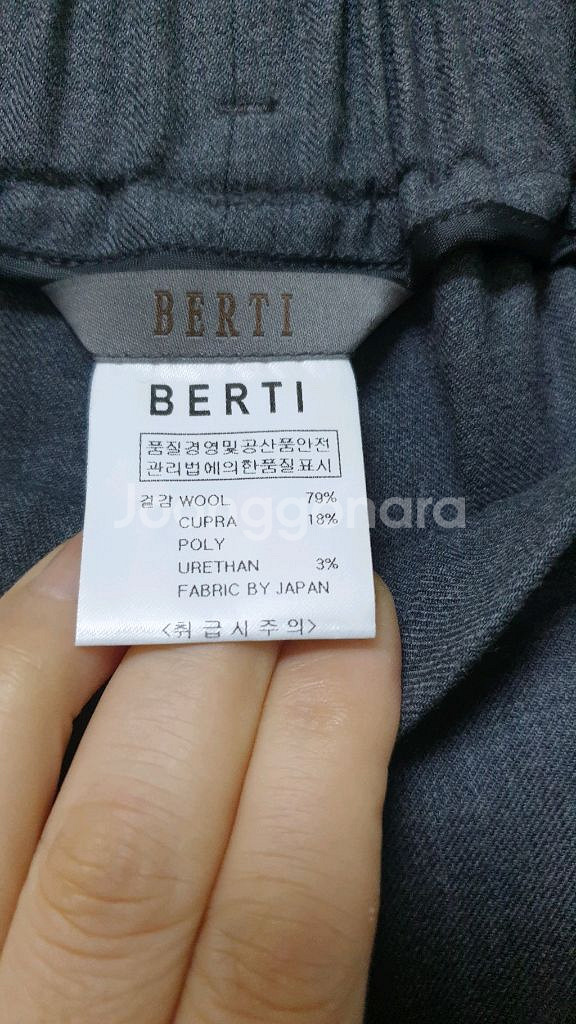 BERTI
BERTI
품질경영및공산품안전
관리법에의한품질표시
겉감 WOOL 79%
CUPRA 18%
POLY
URETHAN 3%
FABRIC BY JAPAN
<취급시주의>
Joonggonara